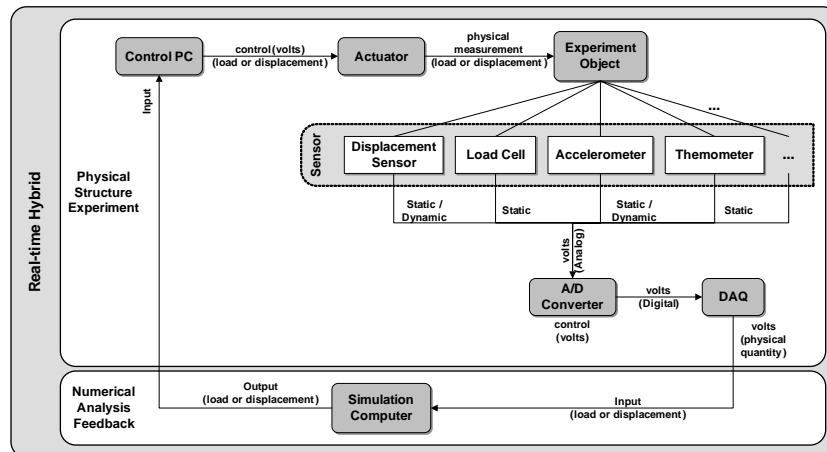 Real-time Hybrid
Physical
Structure
Experiment
Control PC
control(volts)
(load or displacement)
Actuator
physical
measurement
(load or displacement)
Experiment
Object
Input
...
Sensor
Displacement
Sensor
Load Cell
Accelerometer
Themometer
...
Static /
Dynamic
Static
Static /
Dynamic
Static
volts
(Analog)
A/D
Converter
control
(volts)
volts
(Digital)
DAQ
volts
(physical
quantity)
Numerical
Analysis
Feedback
Output
(load or displacement)
Simulation
Computer
Input
(load or displacement)